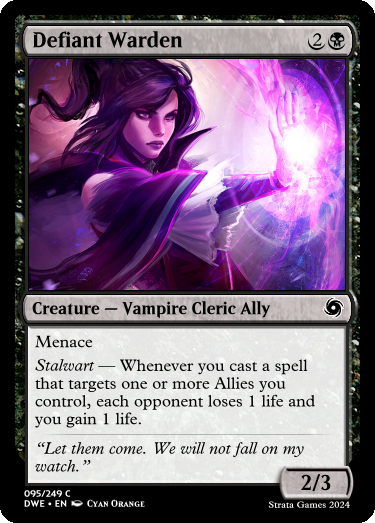 Defiant Warden 2
Creature — Vampire Cleric Ally
Menace
Stalwart — Whenever you cast a spell
that targets one or more Allies you
control, each opponent loses 1 life and
you gain 1 life.
“Let them come. We will not fall on my
watch.”
2/3
095/249 C
DWE • EN Cyan Orange
Strata Games 2024